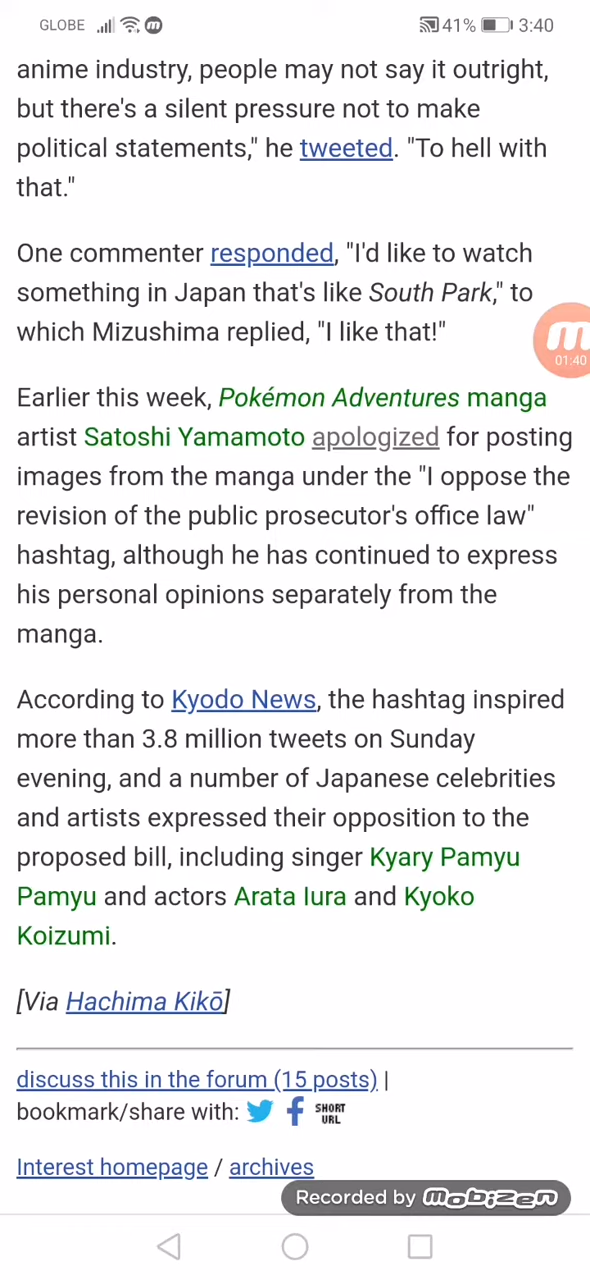 GLOBE 41% 3:40
anime industry, people may not say it outright,
but there's a silent pressure not to make
political statements," he tweeted. "To hell with
that."
One commenter responded, "I'd like to watch
something in Japan that's like South Park," to
which Mizushima replied, "I like that!"
01:40
Earlier this week, Pokémon Adventures manga
artist Satoshi Yamamoto apologized for posting
images from the manga under the "I oppose the
revision of the public prosecutor's office law"
hashtag, although he has continued to express
his personal opinions separately from the
manga.
According to Kyodo News, the hashtag inspired
more than 3.8 million tweets on Sunday
evening, and a number of Japanese celebrities
and artists expressed their opposition to the
proposed bill, including singer Kyary Pamyu
Pamyu and actors Arata Iura and Kyoko
Koizumi.
[Via Hachima Kikō]
discuss this in the forum (15 posts) |
bookmark/share with: SHORT URL
Interest homepage / archives
Recorded by mobizen